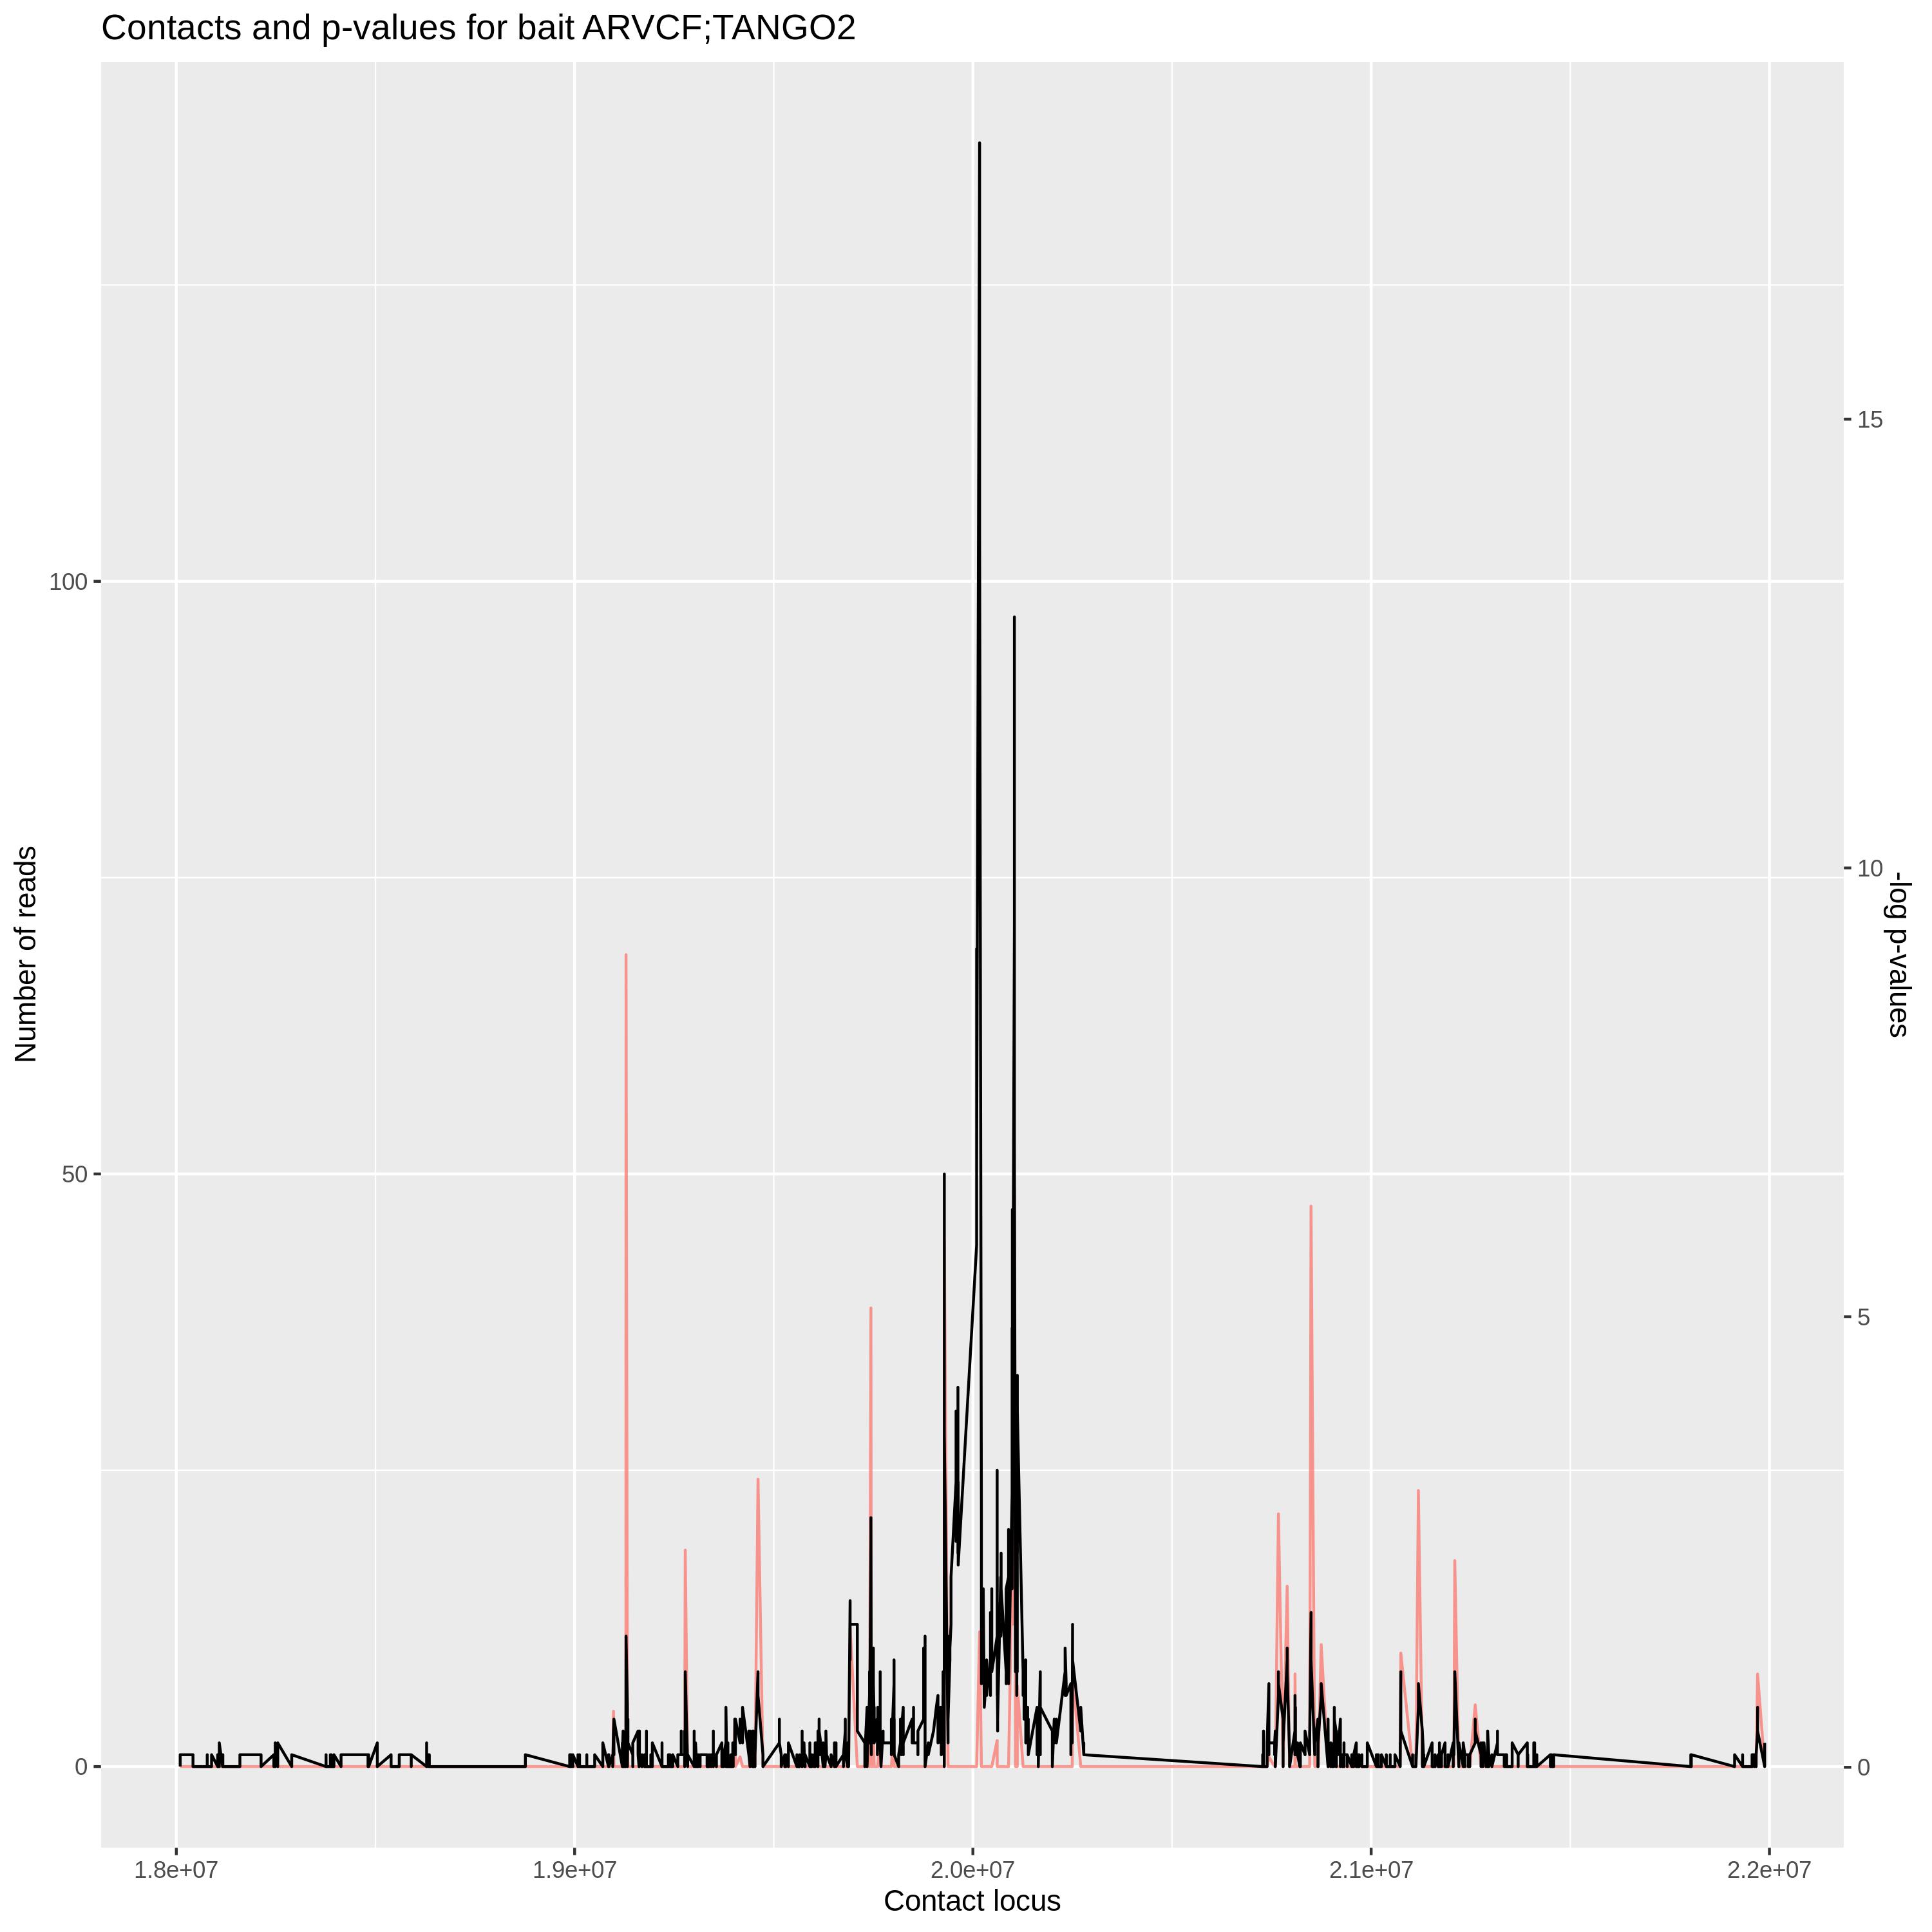 Contacts and p-values for bait ARVCF;TANGO2
Number of reads
100
50
0
15
10
5
0
-log p-values
1.8e+07 1.9e+07 2.0e+07 2.1e+07 2.2e+07
Contact locus